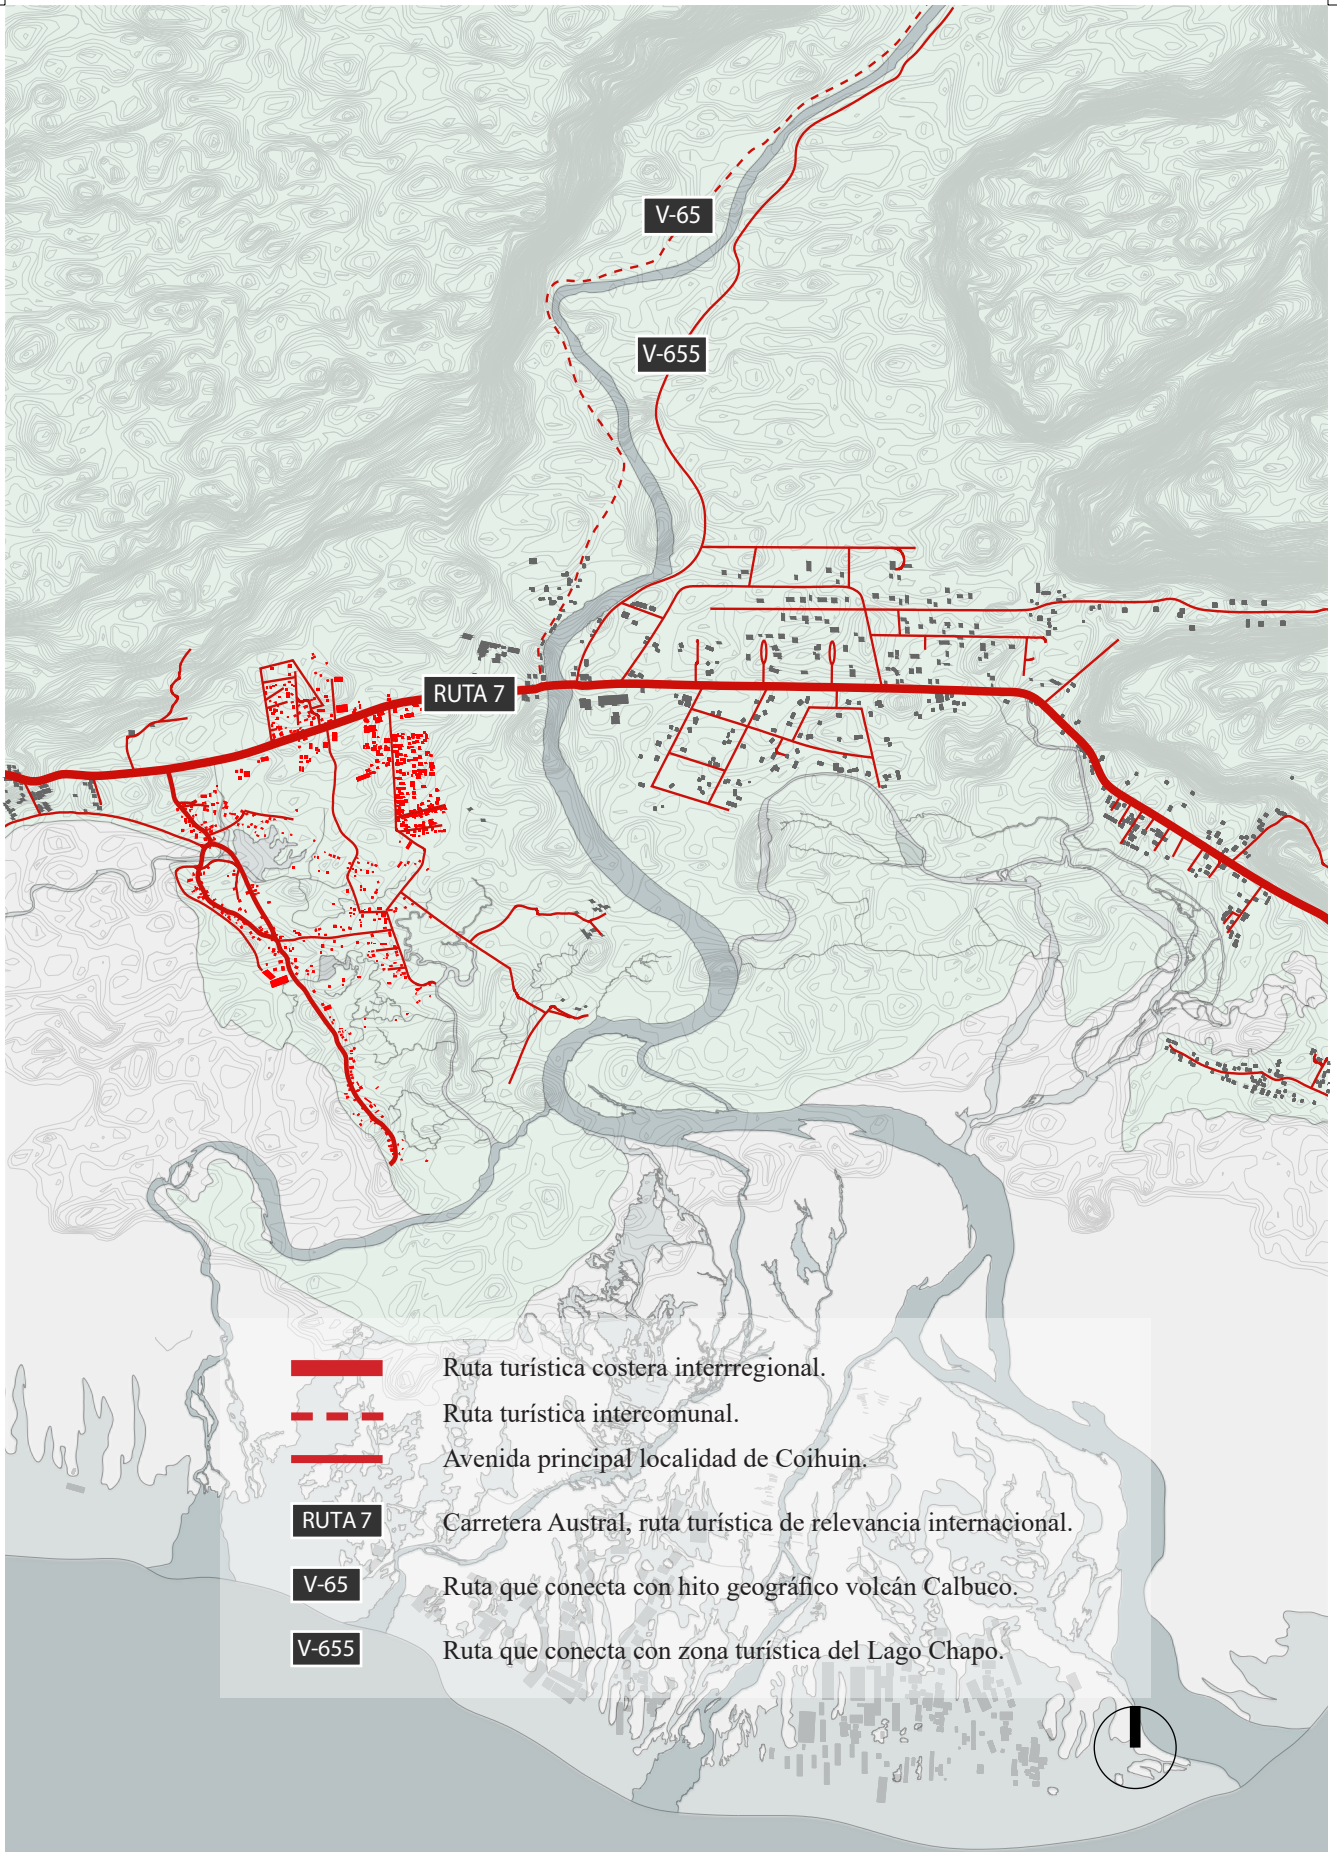 V-65
V-655
RUTA 7
Ruta turística costera interrregional.
Ruta turística intercomunal.
Avenida principal localidad de Coihuin.
RUTA 7 Carretera Austral, ruta turística de relevancia internacional.
V-65 Ruta que conecta con hito geográfico volcán Calbuco.
V-655 Ruta que conecta con zona turística del Lago Chapo.